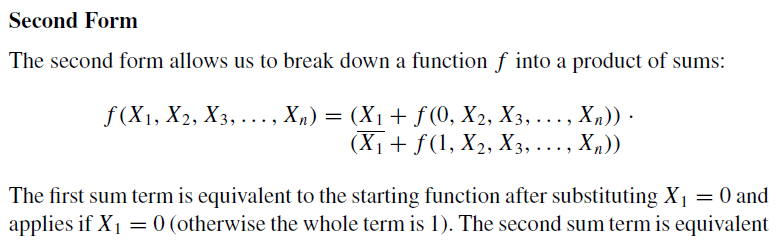 Second Form
The second form allows us to break down a function f into a product of sums:
f(X₁, X₂, X₃, . . . , Xₙ) = (X₁ + f(0, X₂, X₃, . . . , Xₙ)) ·
(X̅₁ + f(1, X₂, X₃, . . . , Xₙ))
The first sum term is equivalent to the starting function after substituting X₁ = 0 and
applies if X₁ = 0 (otherwise the whole term is 1). The second sum term is equivalent